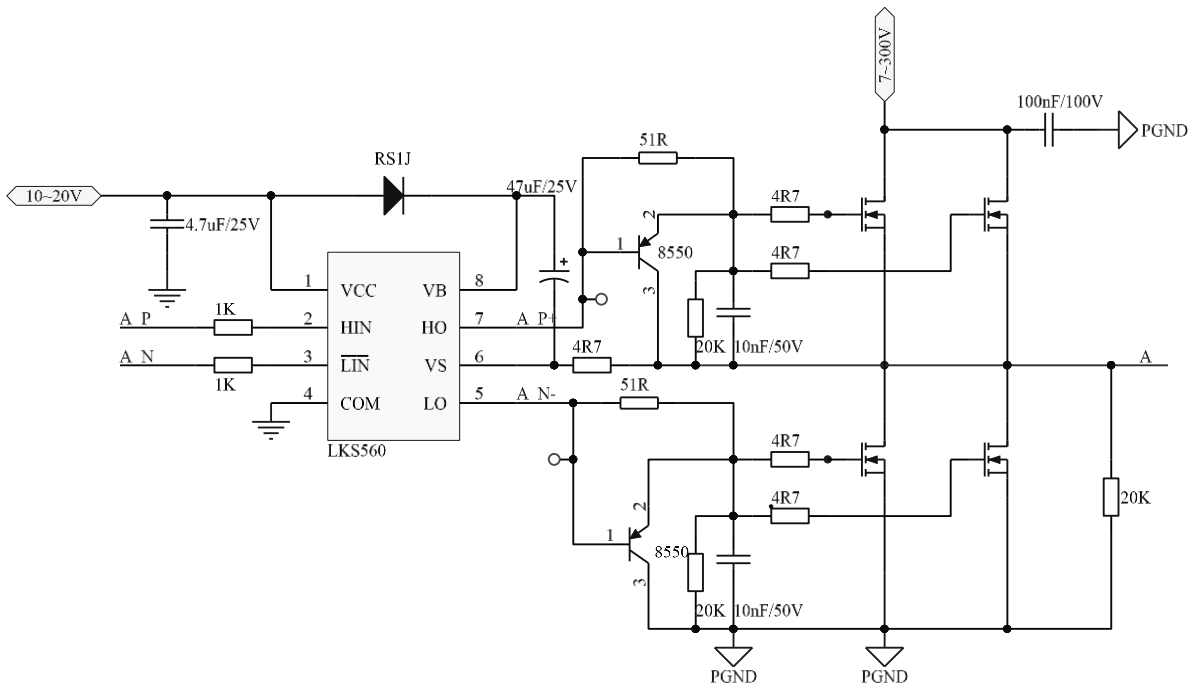 7~300V
100nF/100V
PGND
51R
RS1J
10~20V
47uF/25V
4.7uF/25V
4R7
2
1
8550
3
4R7
1
VCC
VB
8
A P
1K
2
HIN
HO
7
A P+
20K
10nF/50V
A N
1K
3
LIN
VS
6
4R7
A
4
COM
LO
5
A N-
51R
LKS560
4R7
4R7
2
1
8550
3
20K
20K
10nF/50V
PGND
PGND